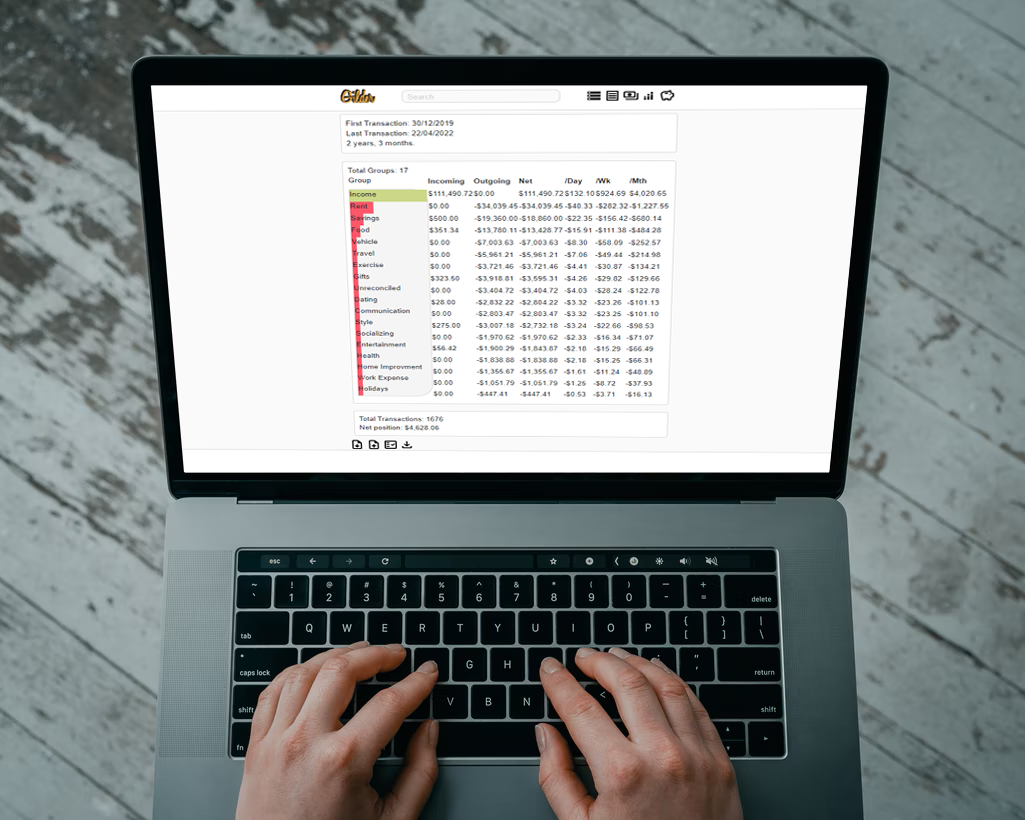 Gilder
Search
First Transaction: 30/12/2019
Last Transaction: 22/04/2022
2 years, 3 months.
Total Groups: 17
Group Incoming Outgoing Net /Day /Wk /Mth
Income $111,490.72 $0.00 $111,490.72 $132.10 $924.69 $4,020.65
Rent $0.00 -$34,039.45 -$34,039.45 -$40.33 -$282.32 -$1,227.55
Savings $500.00 -$19,360.00 -$18,860.00 -$22.35 -$156.42 -$680.14
Food $351.34 -$13,780.11 -$13,428.77 -$15.91 -$111.38 -$484.28
Vehicle $0.00 -$7,003.63 -$7,003.63 -$8.30 -$58.09 -$252.57
Travel $0.00 -$5,961.21 -$5,961.21 -$7.06 -$49.44 -$214.98
Exercise $0.00 -$3,721.46 -$3,721.46 -$4.41 -$30.87 -$134.21
Gifts $323.50 -$3,918.81 -$3,595.31 -$4.26 -$29.82 -$129.66
Unreconciled $0.00 -$3,404.72 -$3,404.72 -$4.03 -$28.24 -$122.78
Dating $28.00 -$2,832.22 -$2,804.22 -$3.32 -$23.26 -$101.13
Communication $0.00 -$2,803.47 -$2,803.47 -$3.32 -$23.25 -$101.10
Style $275.00 -$3,007.18 -$2,732.18 -$3.24 -$22.66 -$98.53
Socializing $0.00 -$1,970.62 -$1,970.62 -$2.33 -$16.34 -$71.07
Entertainment $56.42 -$1,900.29 -$1,843.87 -$2.18 -$15.29 -$66.49
Health $0.00 -$1,838.88 -$1,838.88 -$2.18 -$15.25 -$66.31
Home Improvment $0.00 -$1,355.67 -$1,355.67 -$1.61 -$11.24 -$48.89
Work Expense $0.00 -$1,051.79 -$1,051.79 -$1.25 -$8.72 -$37.93
Holidays $0.00 -$447.41 -$447.41 -$0.53 -$3.71 -$16.13
Total Transactions: 1676
Net position: $4,628.06
esc
~ ! @ # $ % ^ & * ( ) — +
` 1 2 3 4 5 6 7 8 9 0 - = delete
tab Q W E R T Y U I O P { [ } ] | \
caps lock G H " ' return
shift V B N < shift
fn